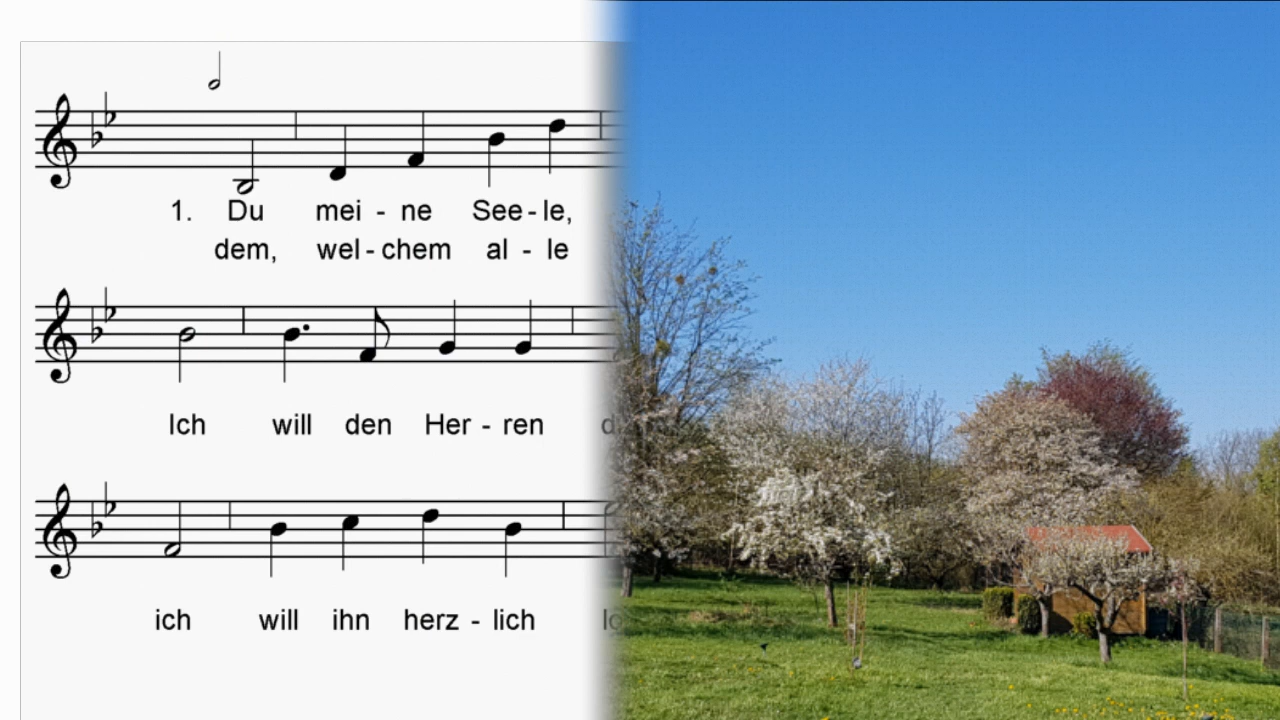 1. Du mei - ne See - le,
dem, wel - chem al - le
Ich will den Her - ren
ich will ihn herz - lich